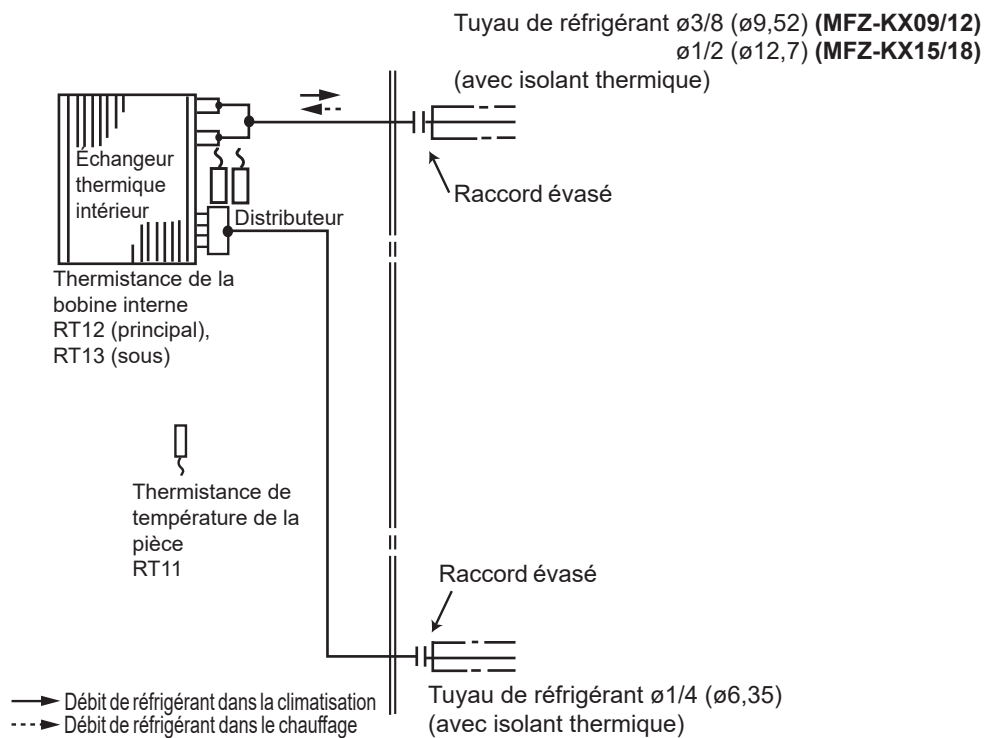 Tuyau de réfrigérant ø3/8 (ø9,52) (MFZ-KX09/12)
ø1/2 (ø12,7) (MFZ-KX15/18)
(avec isolant thermique)
Échangeur
thermique
intérieur
Raccord évasé
Distributeur
Thermistance de la
bobine interne
RT12 (principal),
RT13 (sous)
Thermistance de
température de la
pièce
RT11
Raccord évasé
Tuyau de réfrigérant ø1/4 (ø6,35)
(avec isolant thermique)
Débit de réfrigérant dans la climatisation
Débit de réfrigérant dans le chauffage